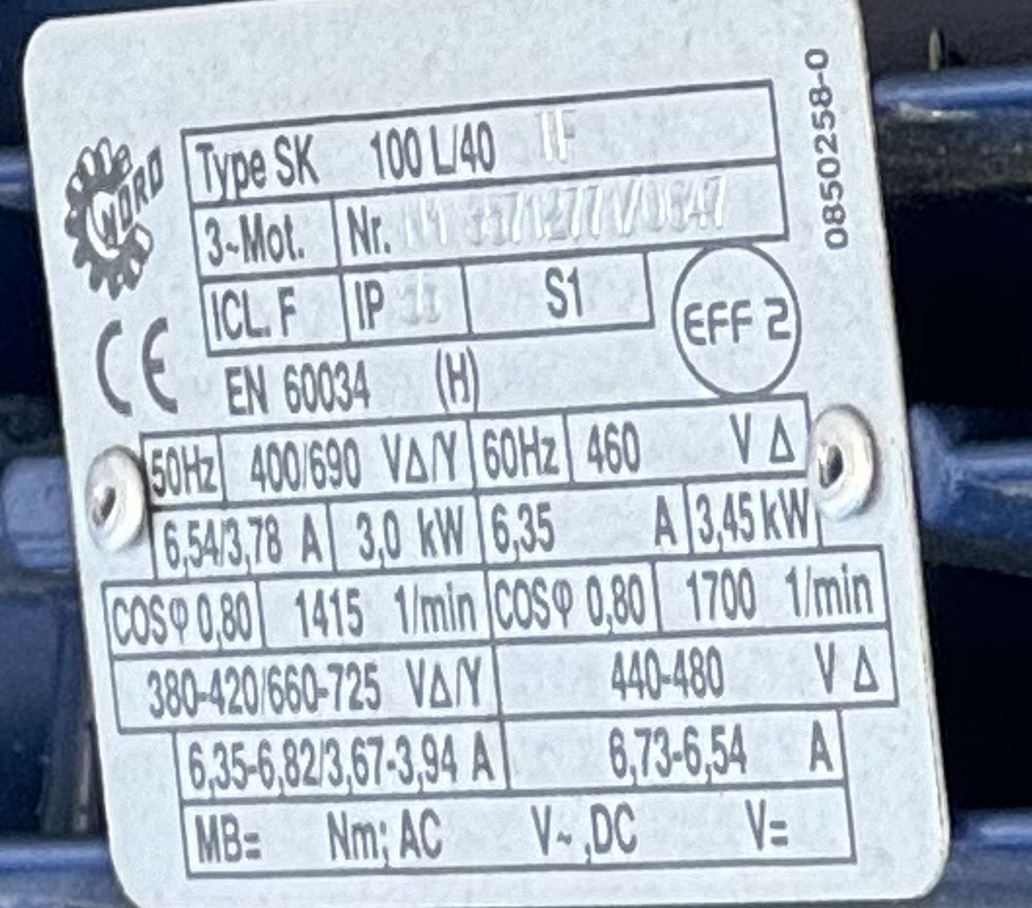 NORD
Type SK 100 L/40 TF
0850258-0
3~Mot. Nr.
ICL. F IP S1
EFF 2
CE
EN 60034 (H)
50Hz 400/690 VΔ/Y 60Hz 460 V Δ
6,54/3,78 A 3,0 kW 6,35 A 3,45 kW
COSφ 0,80 1415 1/min COSφ 0,80 1700 1/min
380-420/660-725 VΔ/Y 440-480 V Δ
6,35-6,82/3,67-3,94 A 6,73-6,54 A
MB= Nm; AC V~ ,DC V=